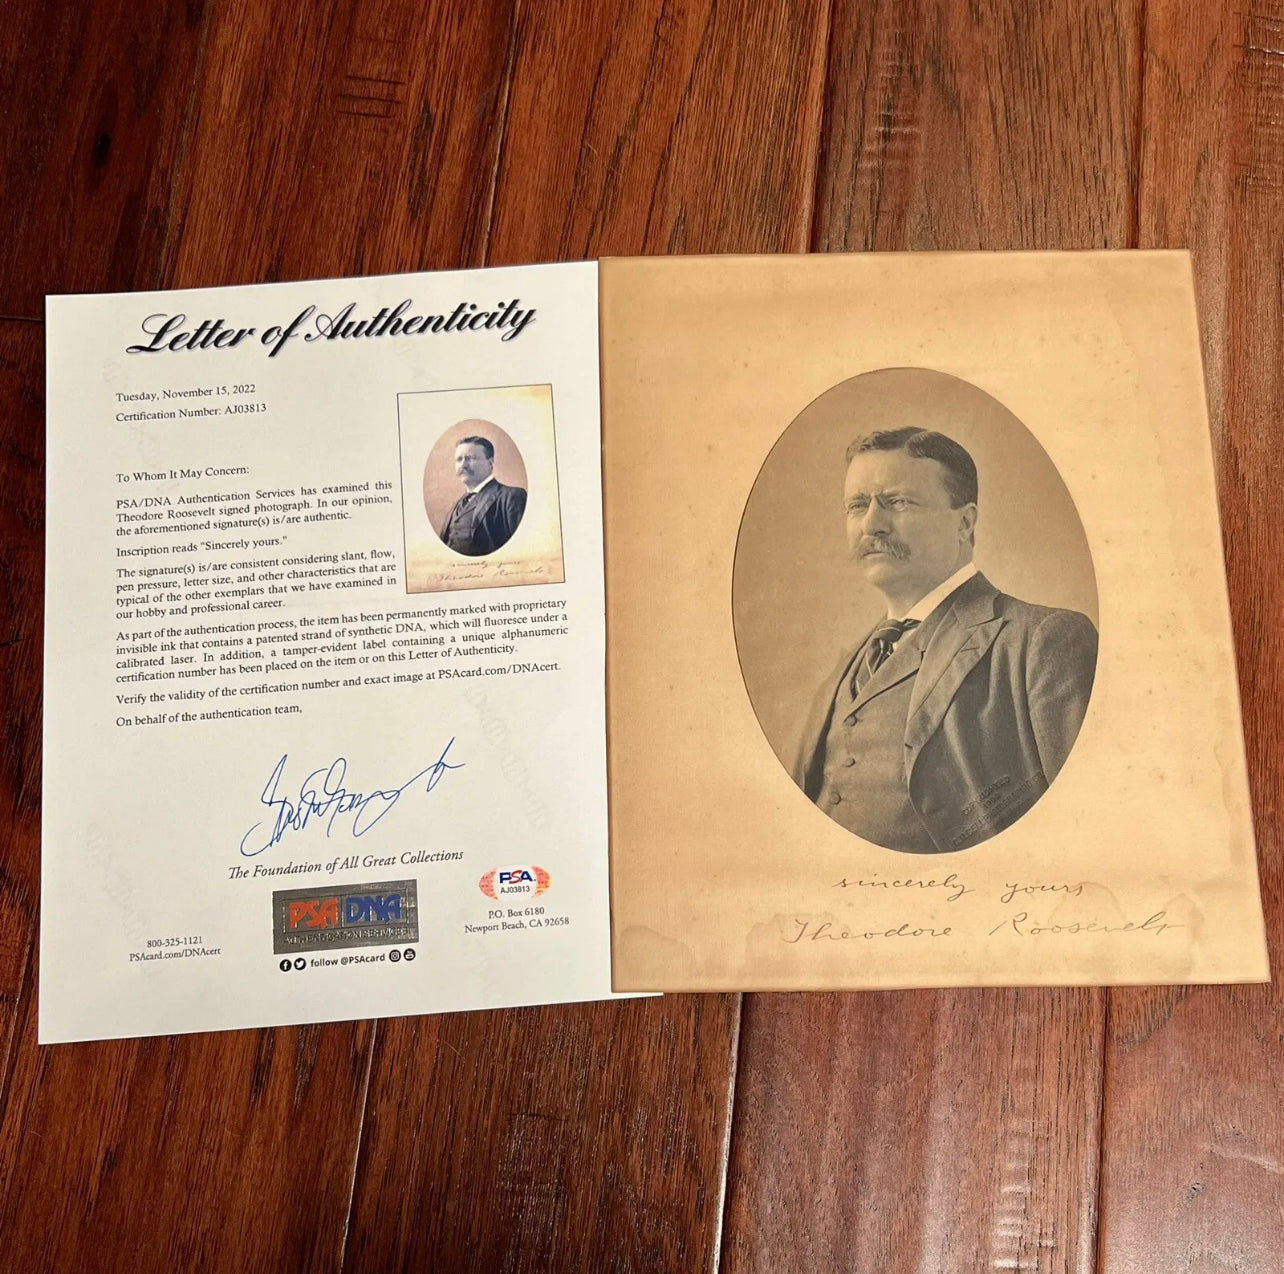 Letter of Authenticity
Tuesday, November 15, 2022
Certification Number: AJ03813
To Whom It May Concern:
PSA/DNA Authentication Services has examined this
Theodore Roosevelt signed photograph. In our opinion,
the aforementioned signature(s) is/are authentic.
Inscription reads "Sincerely yours."
The signature(s) is/are consistent considering slant, flow,
pen pressure, letter size, and other characteristics that are
typical of the other exemplars that we have examined in
our hobby and professional career.
As part of the authentication process, the item has been permanently marked with proprietary
invisible ink that contains a patented strand of synthetic DNA, which will fluoresce under a
calibrated laser. In addition, a tamper-evident label containing a unique alphanumeric
certification number has been placed on the item or on this Letter of Authenticity.
Verify the validity of the certification number and exact image at PSAcard.com/DNAcert.
On behalf of the authentication team,
The Foundation of All Great Collections
800-325-1121
PSAcard.com/DNAcert
PSA DNA
AUTHENTICATION SERVICES
follow @PSAcard
PSA
AJ03813
P.O. Box 6180
Newport Beach, CA 92658
sincerely yours
Theodore Roosevelt
sincerely yours
Theodore Roosevelt